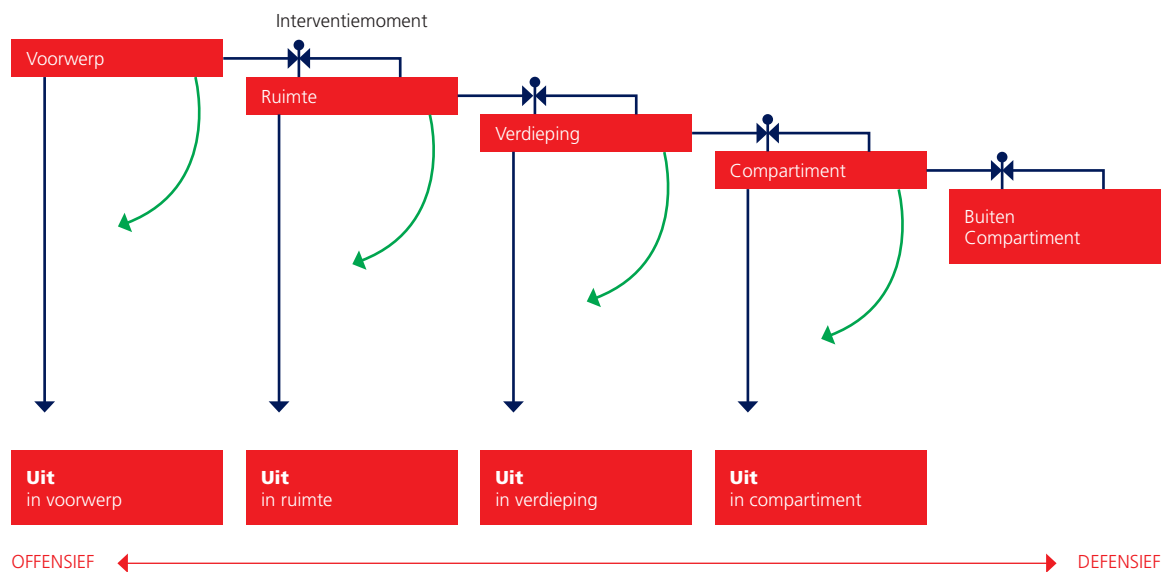 Interventiemoment
Voorwerp
Ruimte
Verdieping
Compartiment
Buiten
Compartiment
Uit
in voorwerp
Uit
in ruimte
Uit
in verdieping
Uit
in compartiment
OFFENSIEF
DEFENSIEF